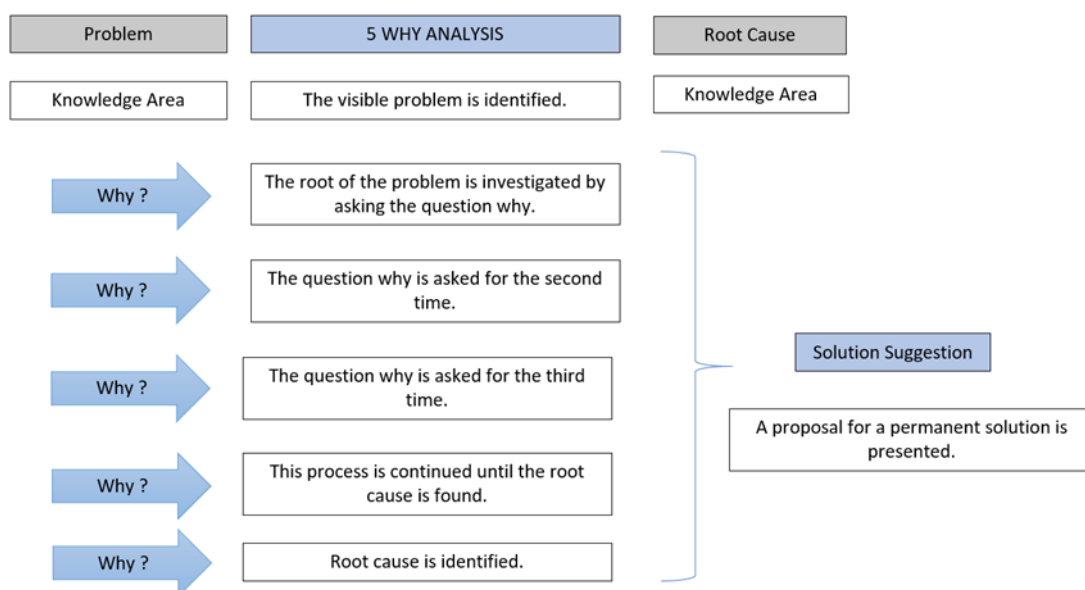 Problem
5 WHY ANALYSIS
Root Cause
Knowledge Area
The visible problem is identified.
Knowledge Area
Why ?
The root of the problem is investigated by
asking the question why.
Why ?
The question why is asked for the second
time.
Why ?
The question why is asked for the third
time.
Solution Suggestion
A proposal for a permanent solution is
presented.
Why ?
This process is continued until the root
cause is found.
Why ?
Root cause is identified.